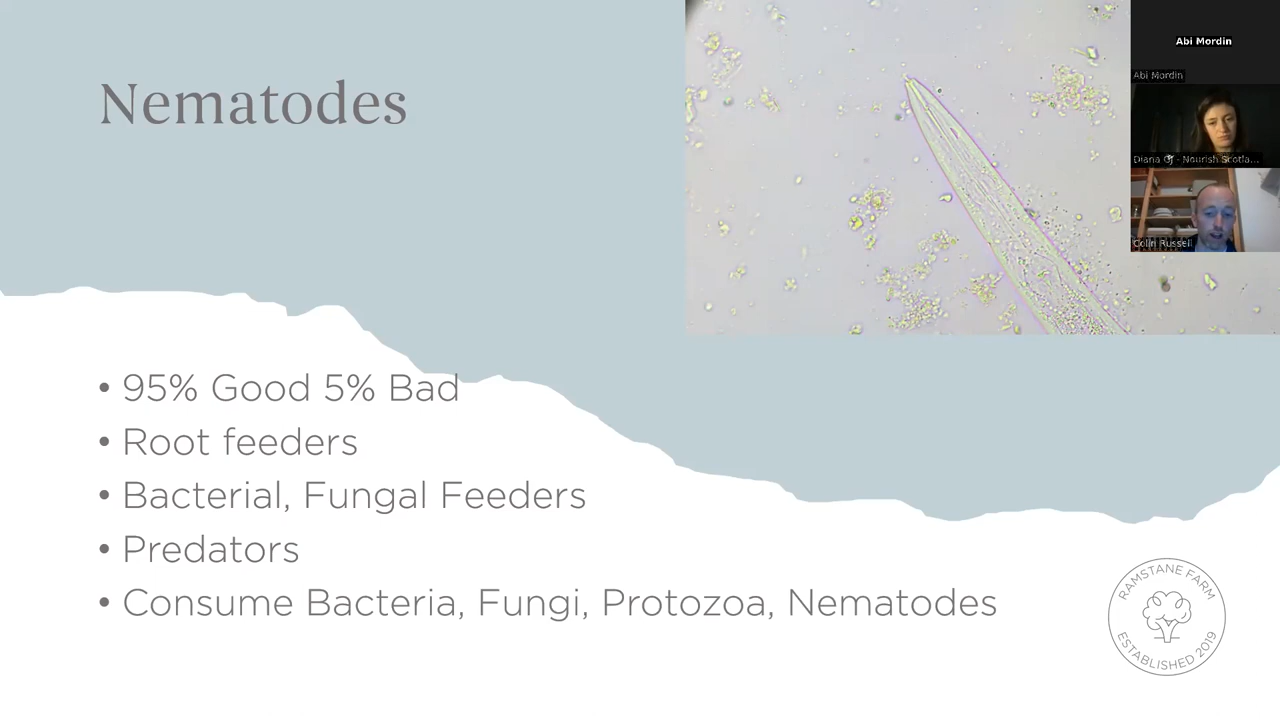 Nematodes
Abi Mordin
Abi Mordin
Diana
- Nourish Scotla...
Colin Russell
• 95% Good 5% Bad
• Root feeders
• Bacterial, Fungal Feeders
• Predators
• Consume Bacteria, Fungi, Protozoa, Nematodes
RAMSTANE FARM
ESTABLISHED 2019